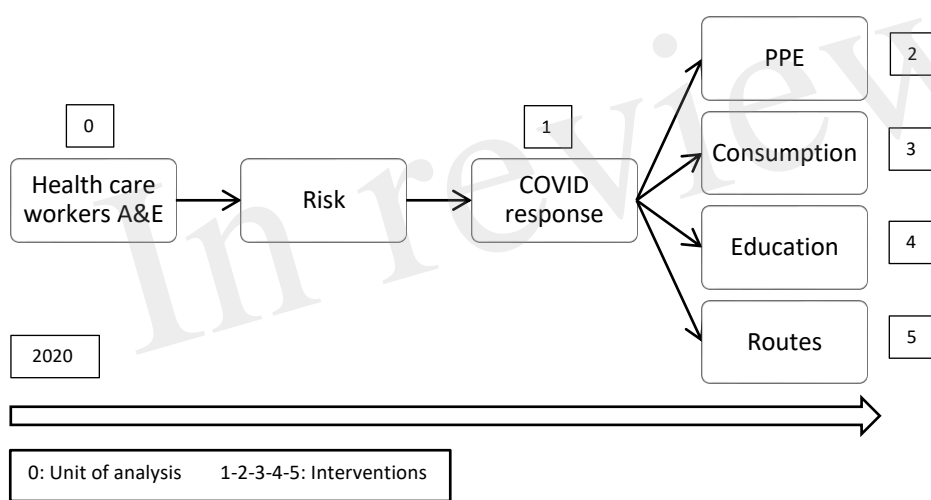 PPE
2
0
1
Consumption
3
Health care
workers A&E
Risk
COVID
response
Education
4
Routes
5
2020
0: Unit of analysis 1-2-3-4-5: Interventions
In review